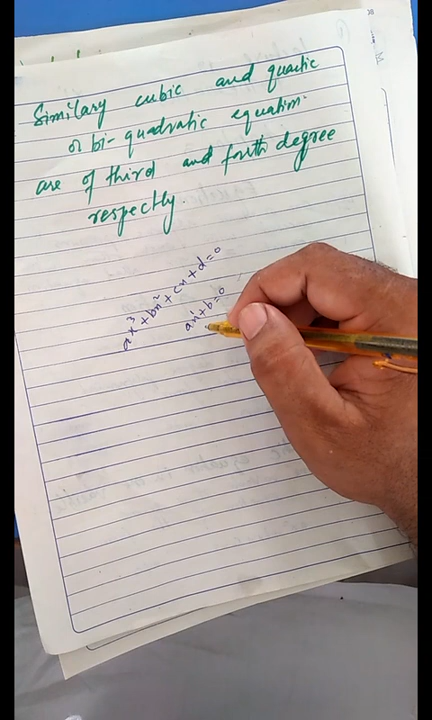 Similary cubic and quartic
or bi-quadratic equation.
are of third and forth degree
respectly.
ax³+bx²+cx+d=0
ax¹+b=0